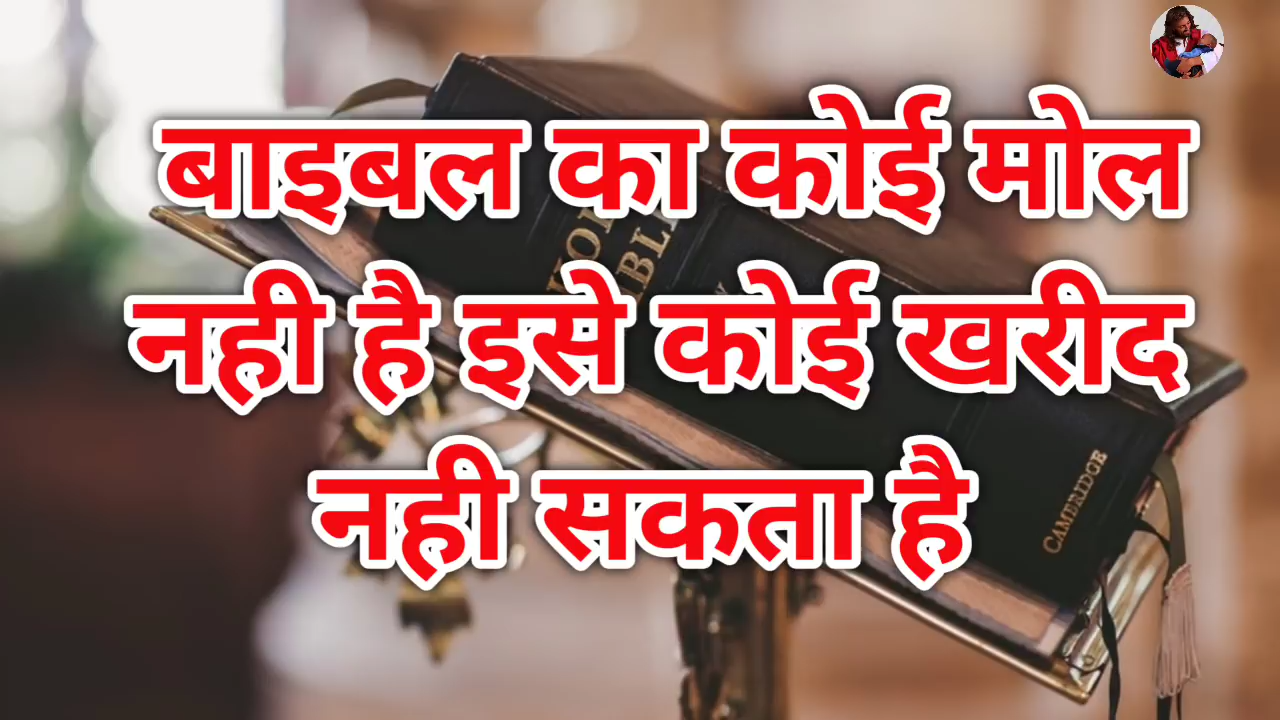 बाइबल का कोई मोल
नही है इसे कोई खरीद
नही सकता है
HOLY
BIBLE
CAMBRIDGE